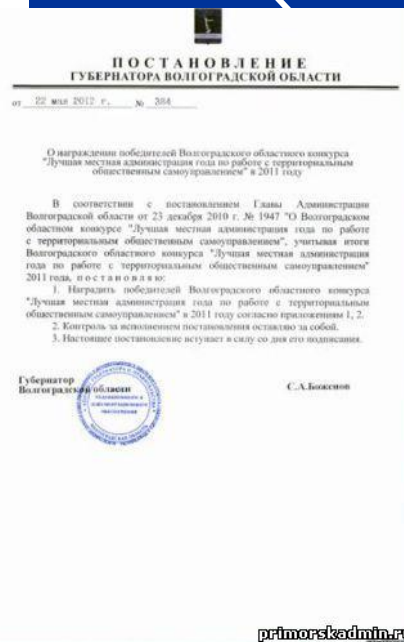 ПОСТАНОВЛЕНИЕ
ГУБЕРНАТОРА ВОЛГОГРАДСКОЙ ОБЛАСТИ
от 22 мая 2012 г. № 384
О награждении победителей Волгоградского областного конкурса
"Лучшая местная администрация года по работе с территориальным
общественным самоуправлением" в 2011 году
В соответствии с постановлением Главы Администрации
Волгоградской области от 23 декабря 2010 г. № 1947 "О Волгоградском
областном конкурсе "Лучшая местная администрация года по работе
с территориальным общественным самоуправлением", учитывая итоги
Волгоградского областного конкурса "Лучшая местная администрация
года по работе с территориальным общественным самоуправлением"
2011 года, постановляю:
1. Наградить победителей Волгоградского областного конкурса
"Лучшая местная администрация года по работе с территориальным
общественным самоуправлением" в 2011 году согласно приложениям 1, 2.
2. Контроль за исполнением постановления оставляю за собой.
3. Настоящее постановление вступает в силу со дня его подписания.
Губернатор
Волгоградской области С.А.Боженов
primorskadmin.r